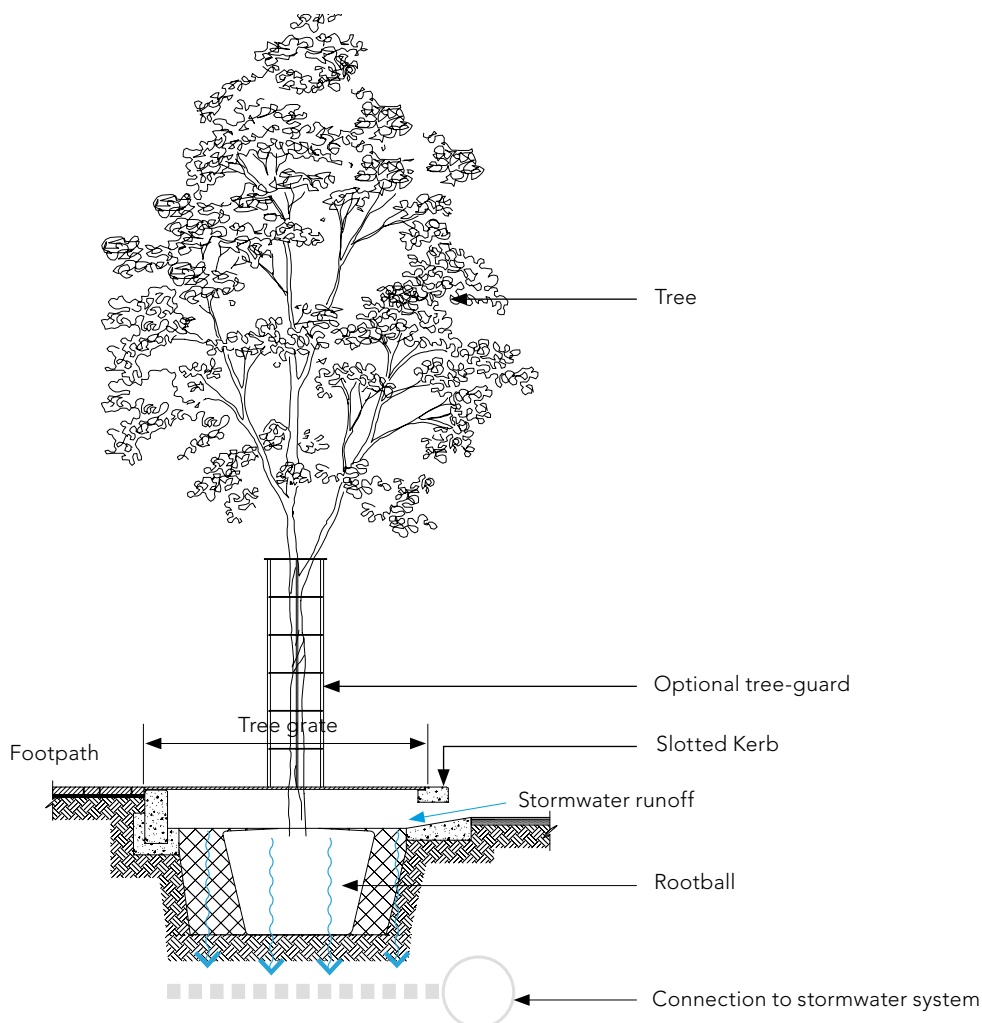 Tree
Optional tree-guard
Tree grate
Slotted Kerb
Footpath
Stormwater runoff
Rootball
Connection to stormwater system